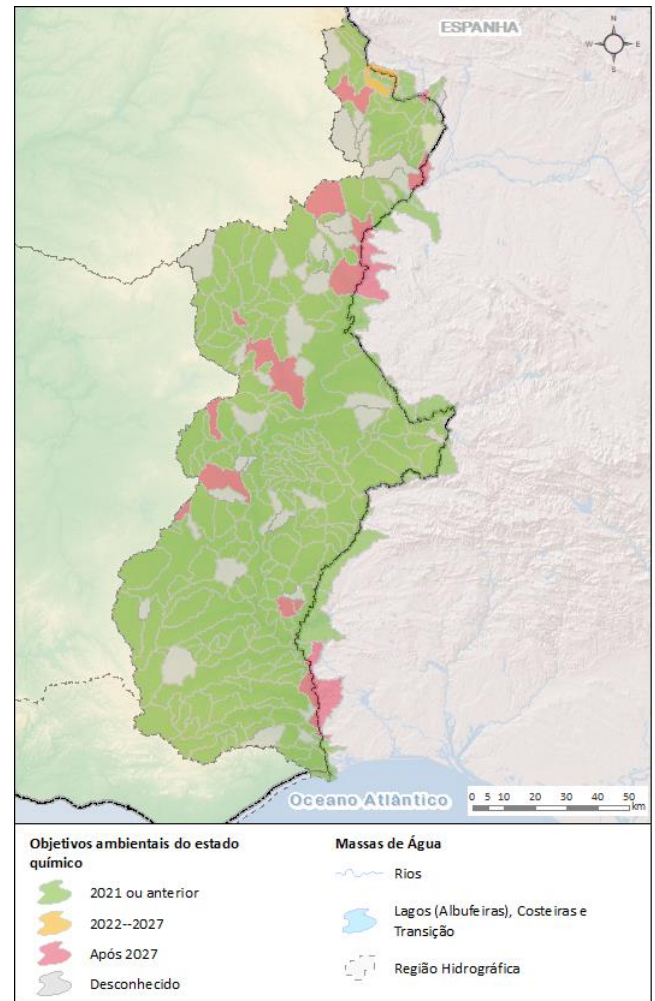 ESPANHA
N
W E
S
Oceano Atlântico
0 5 10 20 30 40 50
km
Objetivos ambientais do estado
químico
2021 ou anterior
2022--2027
Após 2027
Desconhecido
Massas de Água
Rios
Lagos (Albufeiras), Costeiras e
Transição
Região Hidrográfica